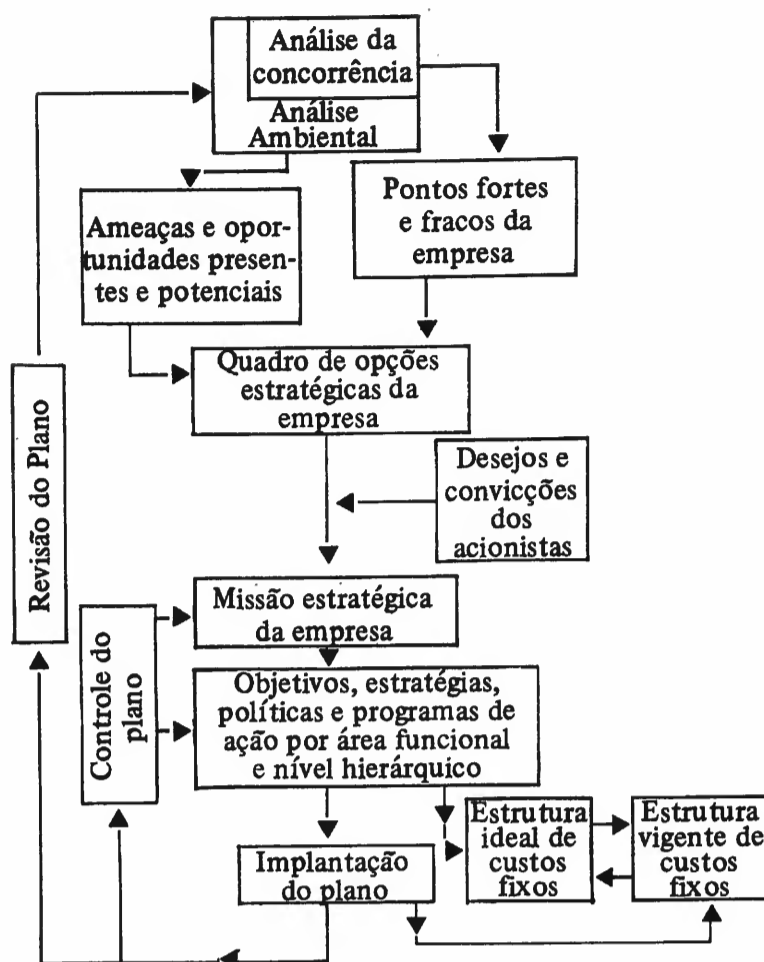 Análise da
concorrência
Análise
Ambiental
Pontos fortes
e fracos da
empresa
Ameaças e opor-
tunidades presen-
tes e potenciais
Quadro de opções
estratégicas da
empresa
Desejos e
convicções
dos
acionistas
Revisão do Plano
Missão estratégica
da empresa
Controle do
plano
Objetivos, estratégias,
políticas e programas de
ação por área funcional
e nível hierárquico
Estrutura
ideal de
custos
fixos
Estrutura
vigente de
custos
fixos
Implantação
do plano